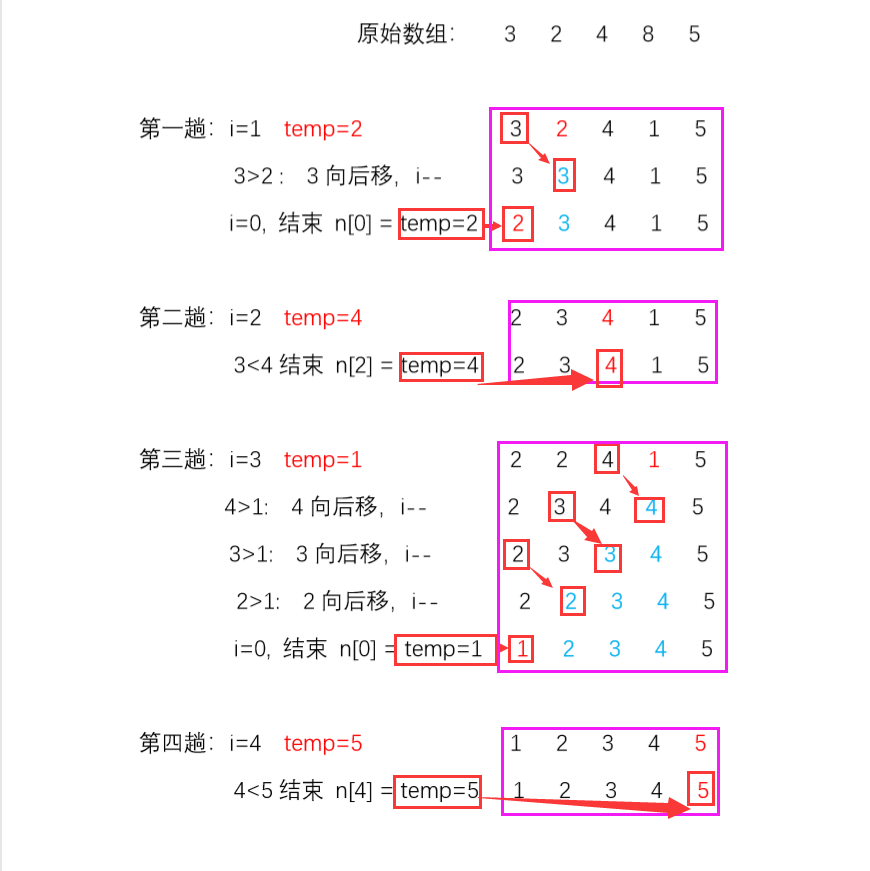 原始数组： 3 2 4 8 5
第一趟：i=1 temp=2 3 2 4 1 5
3>2： 3 向后移，i-- 3 3 4 1 5
i=0, 结束 n[0] = temp=2 2 3 4 1 5
第二趟：i=2 temp=4 2 3 4 1 5
3<4 结束 n[2] = temp=4 2 3 4 1 5
第三趟：i=3 temp=1 2 2 4 1 5
4>1: 4 向后移，i-- 2 3 4 4 5
3>1: 3 向后移，i-- 2 3 3 4 5
2>1: 2 向后移，i-- 2 2 3 4 5
i=0, 结束 n[0] = temp=1 1 2 3 4 5
第四趟：i=4 temp=5 1 2 3 4 5
4<5 结束 n[4] = temp=5 1 2 3 4 5